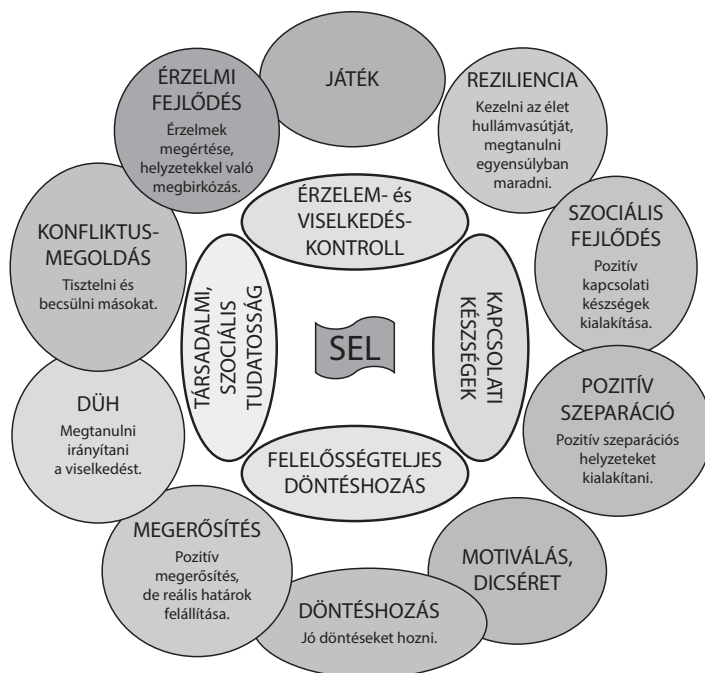 JÁTÉK
REZILIENCIA
Kezelni az élet
hullámvasútját,
megtanulni
egyensúlyban
maradni.
SZOCIÁLIS
FEJLŐDÉS
Pozitív
kapcsolati
készségek
kialakítása.
POZITÍV
SZEPARÁCIÓ
Pozitív szeparációs
helyzeteket
kialakítani.
MOTIVÁLÁS,
DICSÉRET
DÖNTÉSHOZÁS
Jó döntéseket hozni.
MEGERŐSÍTÉS
Pozitív
megerősítés,
de reális határok
felállítása.
DÜH
Megtanulni
irányítani
a viselkedést.
KONFLIKTUS-
MEGOLDÁS
Tisztelni és
becsülni másokat.
ÉRZELMI
FEJLŐDÉS
Érzelmek
megértése,
helyzetekkel való
megbirkózás.
ÉRZELEM- és
VISELKEDÉS-
KONTROLL
KAPCSOLATI
KÉSZSÉGEK
FELELŐSSÉGTELJES
DÖNTÉSHOZÁS
TÁRSADALMI,
SZOCIÁLIS
TUDATOSSÁG
SEL